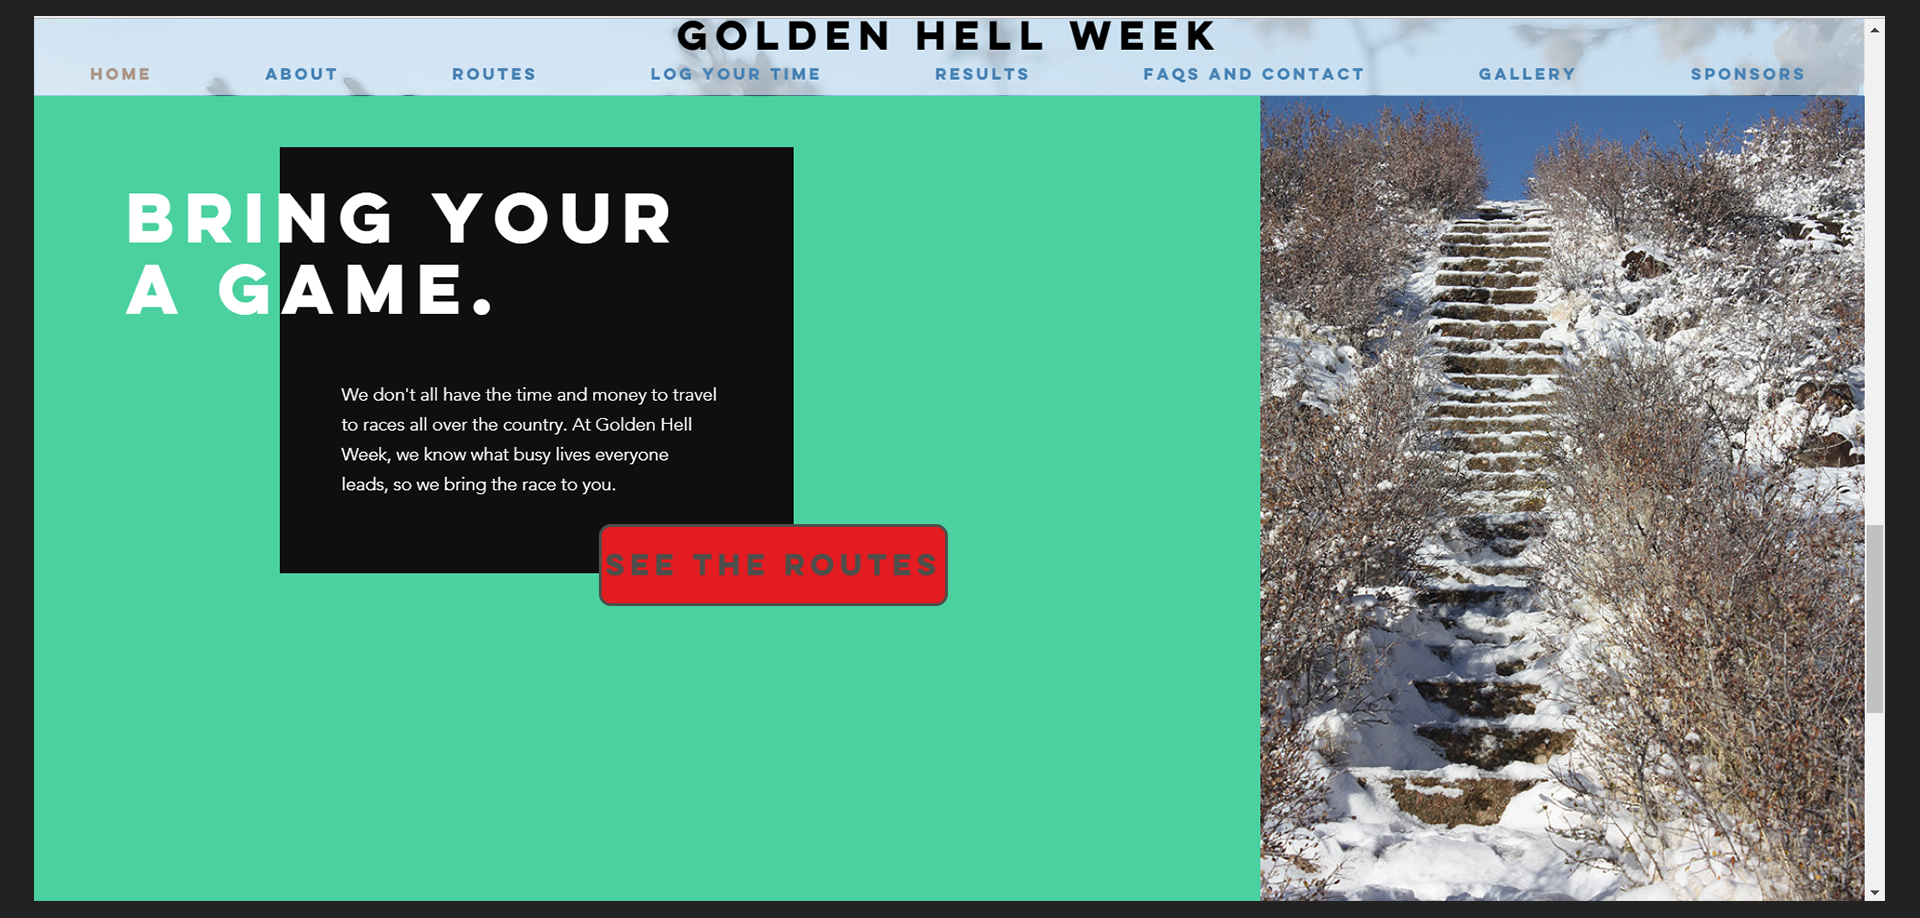 GOLDEN HELL WEEK
HOME ABOUT ROUTES LOG YOUR TIME RESULTS FAQS AND CONTACT GALLERY SPONSORS
BRING YOUR
A GAME.
We don't all have the time and money to travel
to races all over the country. At Golden Hell
Week, we know what busy lives everyone
leads, so we bring the race to you.
SEE THE ROUTES